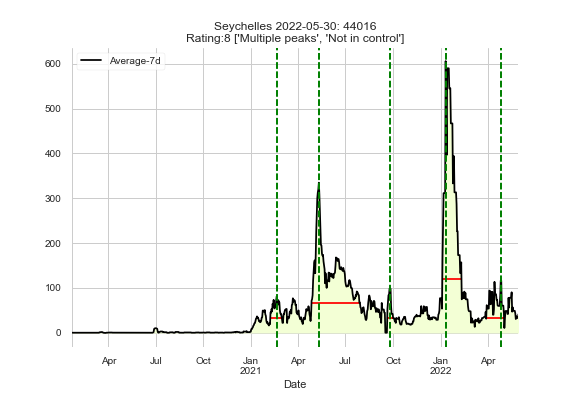 Seychelles 2022-05-30: 44016
Rating:8 ['Multiple peaks', 'Not in control']
Average-7d
600
500
400
300
200
100
0
Apr Jul Oct Jan Apr Jul Oct Jan Apr
2021 2022
Date